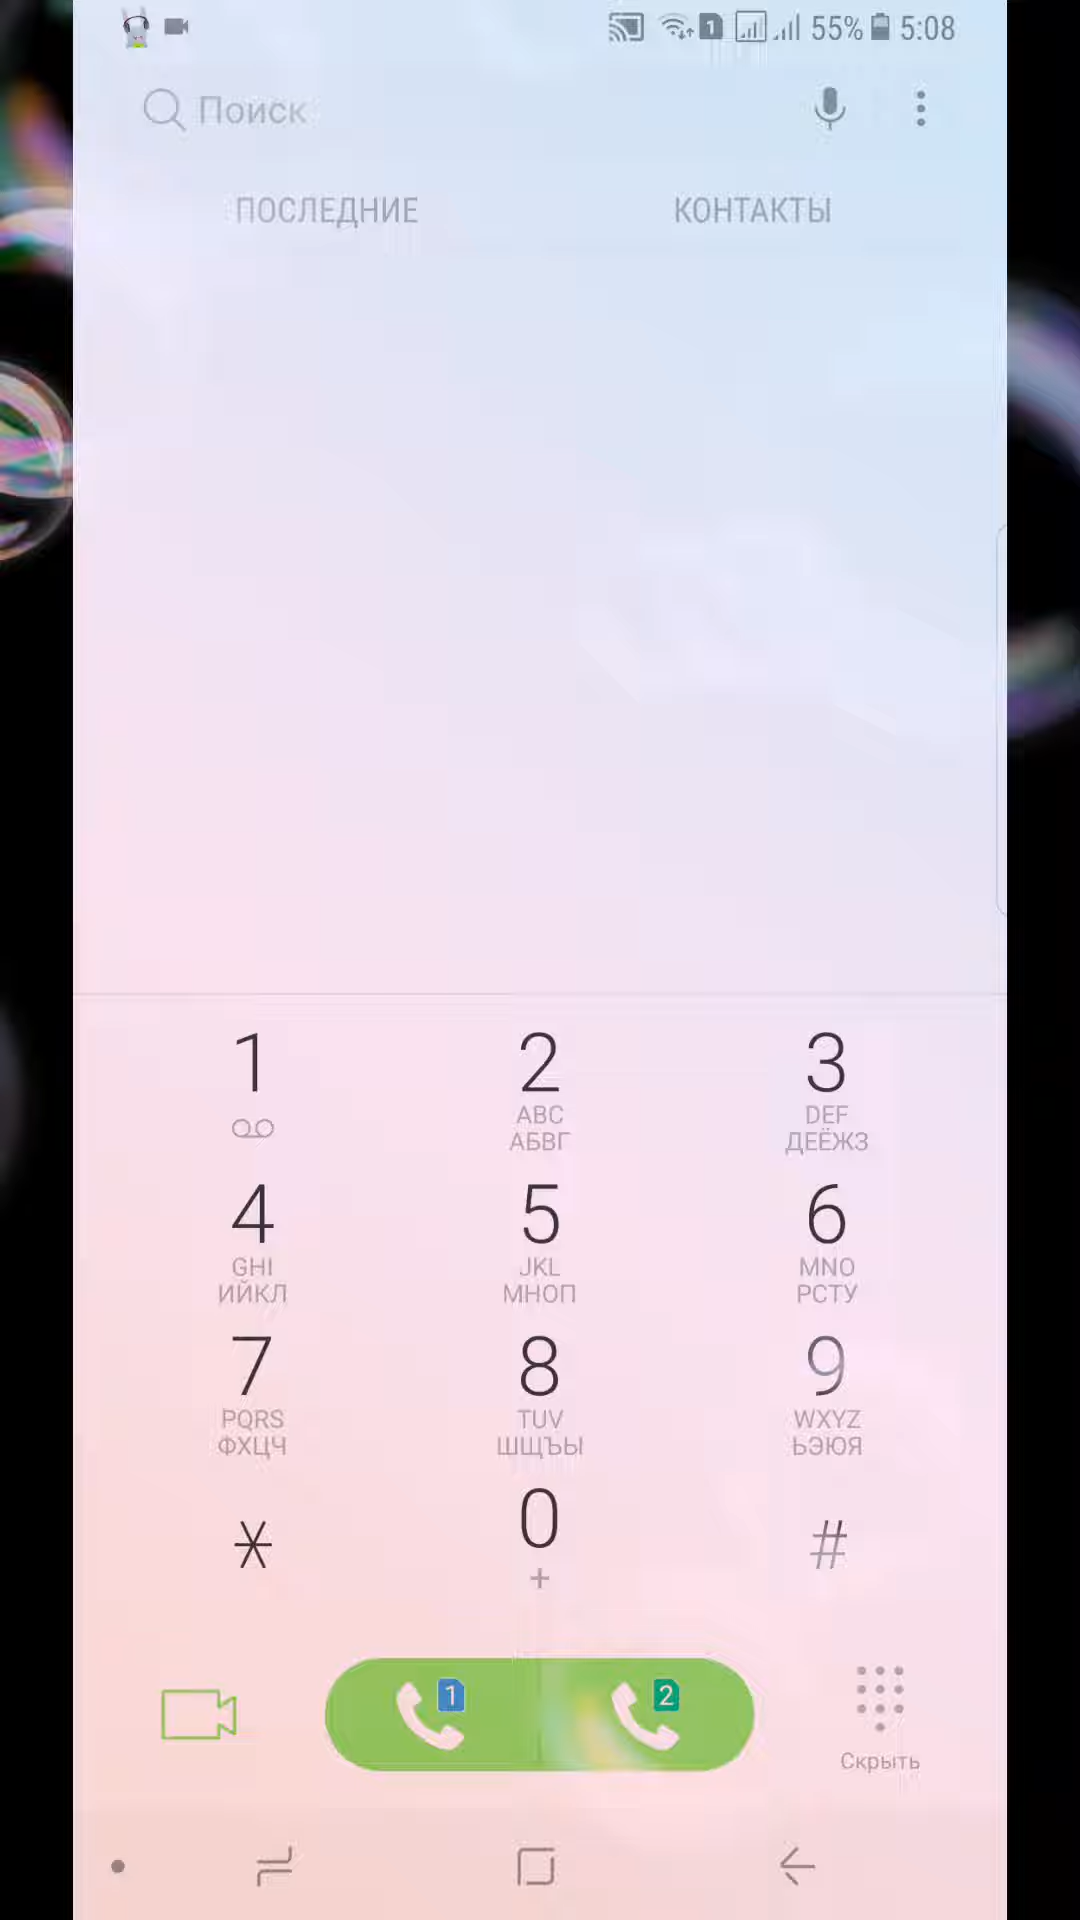 1 55% 5:08
Поиск
ПОСЛЕДНИЕ КОНТАКТЫ
1 2 3
ABC DEF
АБВГ ДЕЁЖЗ
4 5 6
GHI JKL MNO
ИЙКЛ МНОП РСТУ
7 8 9
PQRS TUV WXYZ
ФХЦЧ ШЩЪЫ ЬЭЮЯ
* 0 #
+
1 2
Скрыть